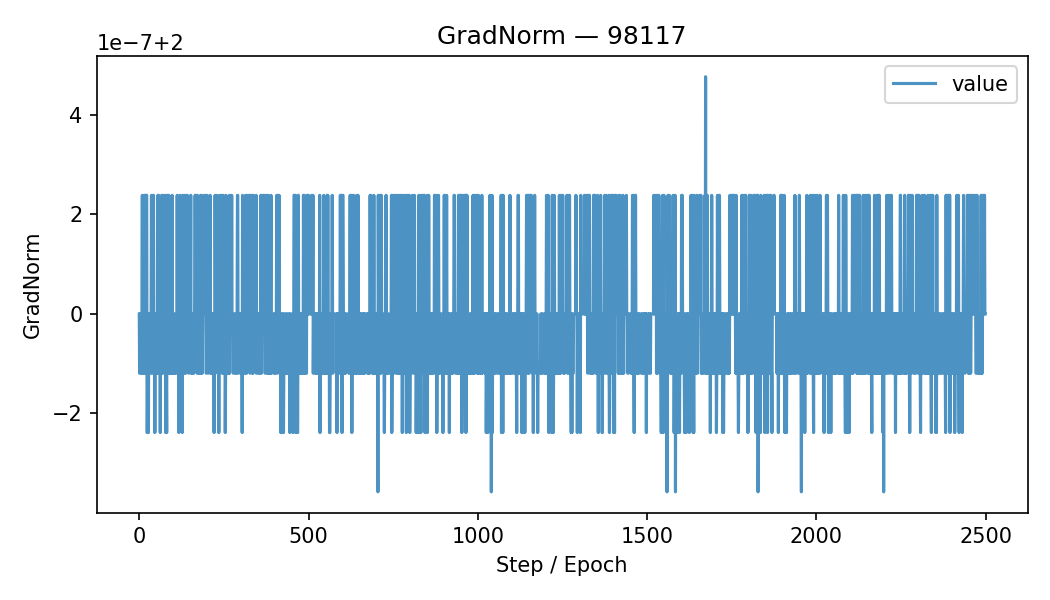 GradNorm — 98117
1e−7+2
value
4
2
0
−2
GradNorm
0
500
1000
1500
2000
2500
Step / Epoch